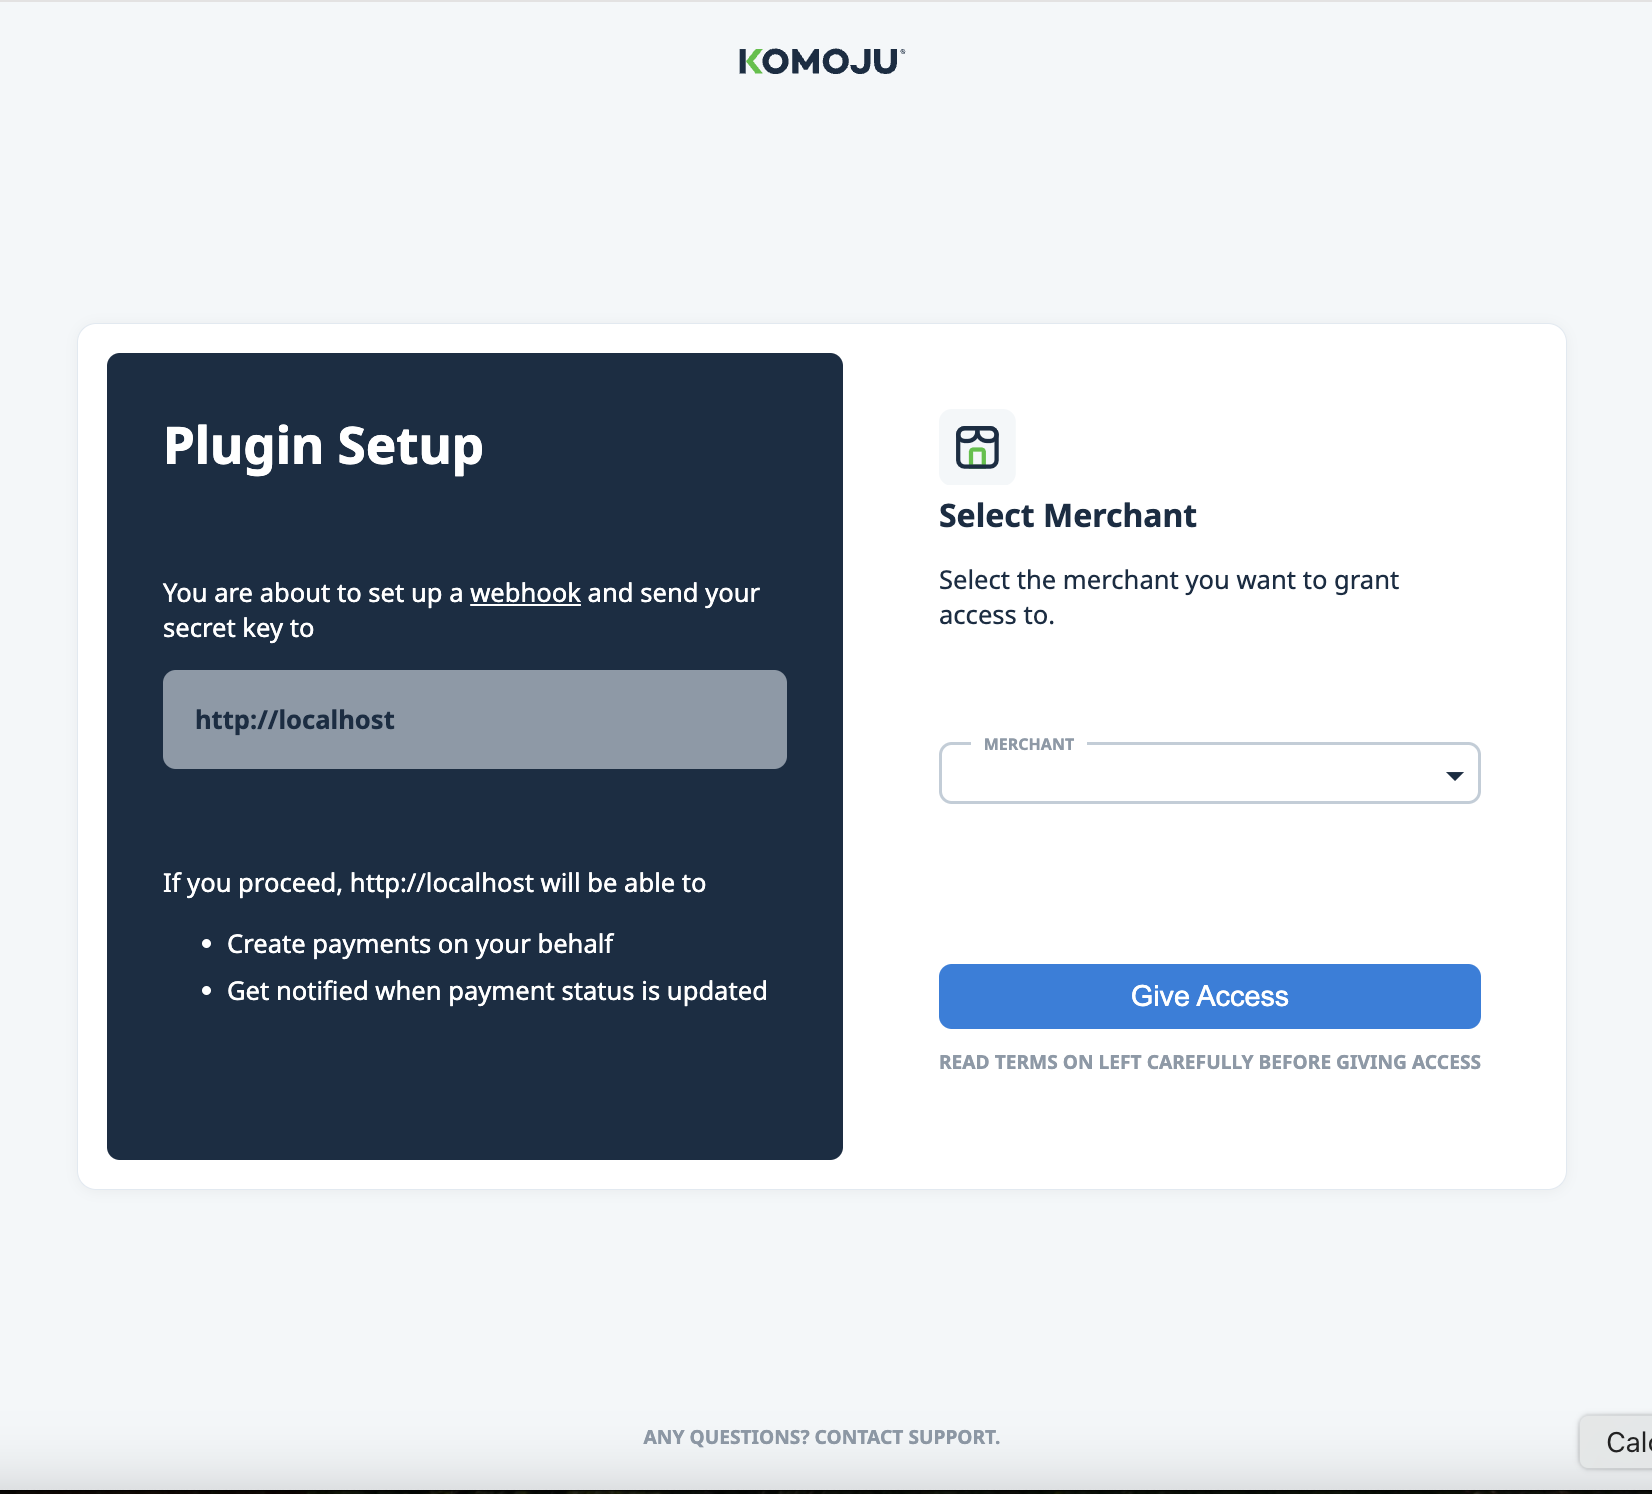 KOMOJU
Plugin Setup
You are about to set up a webhook and send your
secret key to
http://localhost
If you proceed, http://localhost will be able to
• Create payments on your behalf
• Get notified when payment status is updated
Select Merchant
Select the merchant you want to grant
access to.
MERCHANT
Give Access
READ TERMS ON LEFT CAREFULLY BEFORE GIVING ACCESS
ANY QUESTIONS? CONTACT SUPPORT.